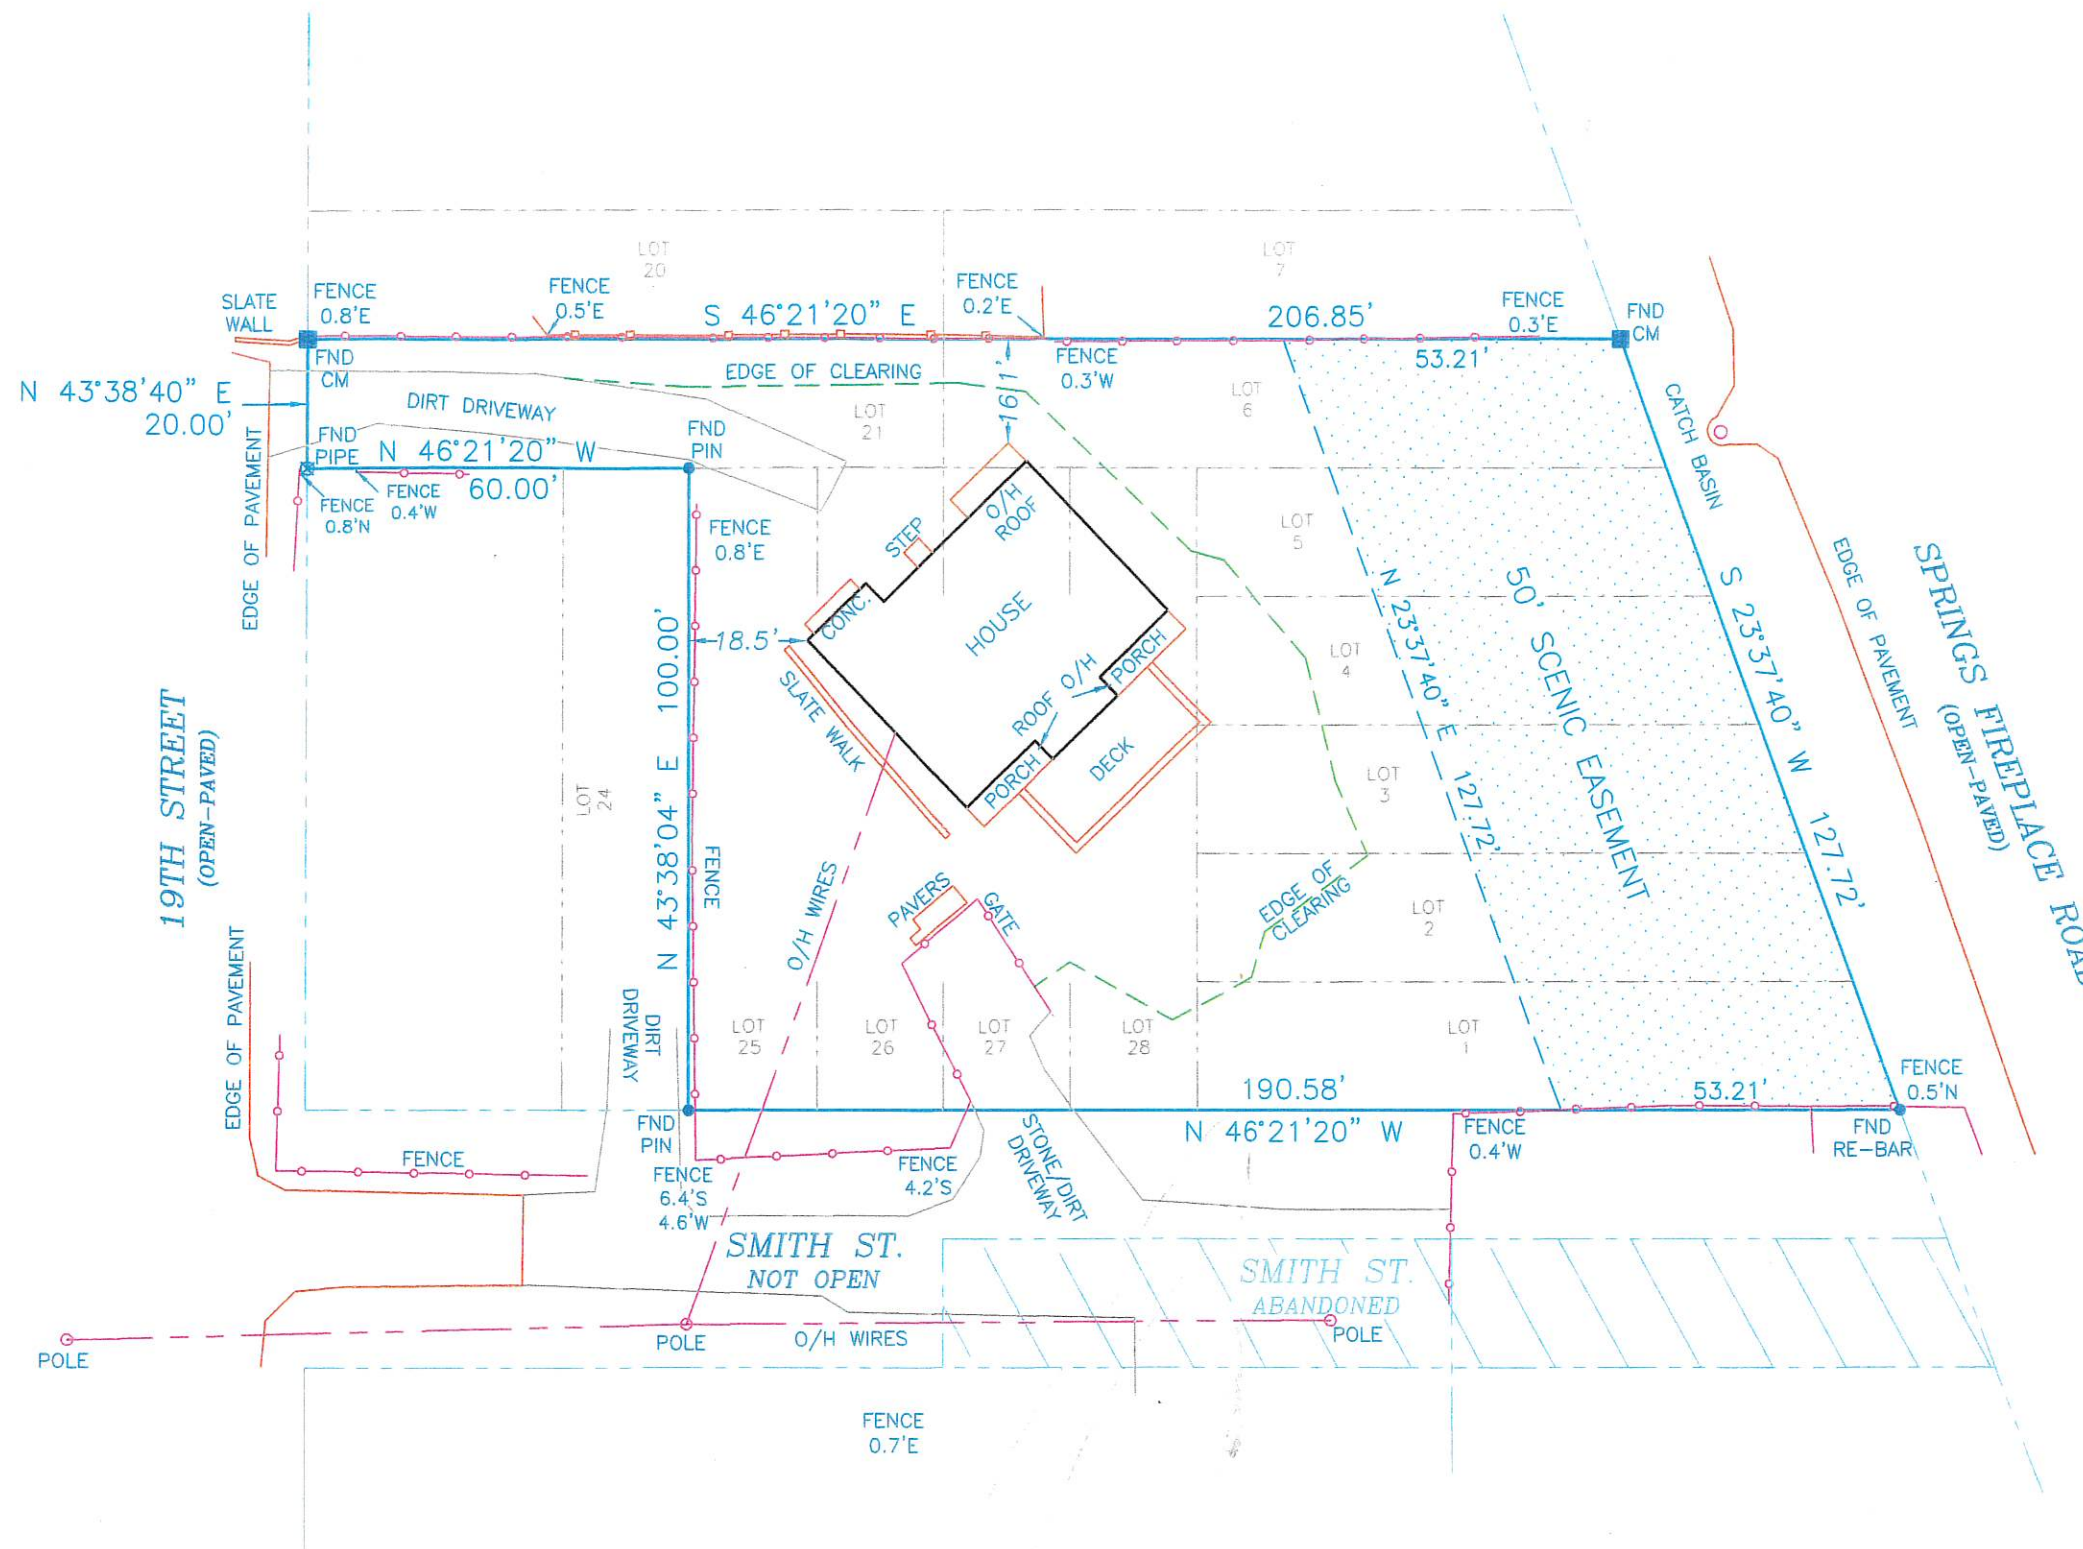 LOT
20
LOT
7
SLATE
WALL
FENCE
0.8'E
FENCE
0.5'E
S 46°21'20" E
FENCE
0.2'E
206.85'
FENCE
0.3'E
FND
CM
FND
CM
EDGE OF CLEARING
FENCE
0.3'W
53.21'
N 43°38'40" E
20.00'
DIRT DRIVEWAY
LOT
21
16.1'
LOT
6
CATCH BASIN
EDGE OF PAVEMENT
FND
PIPE
N 46°21'20" W
60.00'
FND
PIN
FENCE
0.8'N
FENCE
0.4'W
FENCE
0.8'E
STEP
O/H
ROOF
LOT
5
CONC.
HOUSE
18.5'
N 43°38'04" E 100.00'
FENCE
SLATE WALK
ROOF O/H
PORCH
PORCH
DECK
LOT
4
LOT
3
LOT
2
N 23°37'40" E 127.72'
50' SCENIC EASEMENT
S 23°37'40" W 127.72'
EDGE OF PAVEMENT
SPRINGS FIREPLACE ROAD
(OPEN-PAVED)
19TH STREET
(OPEN-PAVED)
LOT
24
O/H WIRES
PAVERS
GATE
EDGE OF
CLEARING
EDGE OF PAVEMENT
DIRT
DRIVEWAY
LOT
25
LOT
26
LOT
27
LOT
28
LOT
1
190.58'
N 46°21'20" W
53.21'
FENCE
0.5'N
FND
PIN
FENCE
FENCE
6.4'S
4.6'W
FENCE
4.2'S
STONE/DIRT
DRIVEWAY
FENCE
0.4'W
FND
RE-BAR
SMITH ST.
NOT OPEN
SMITH ST.
ABANDONED
POLE
POLE
O/H WIRES
POLE
FENCE
0.7'E